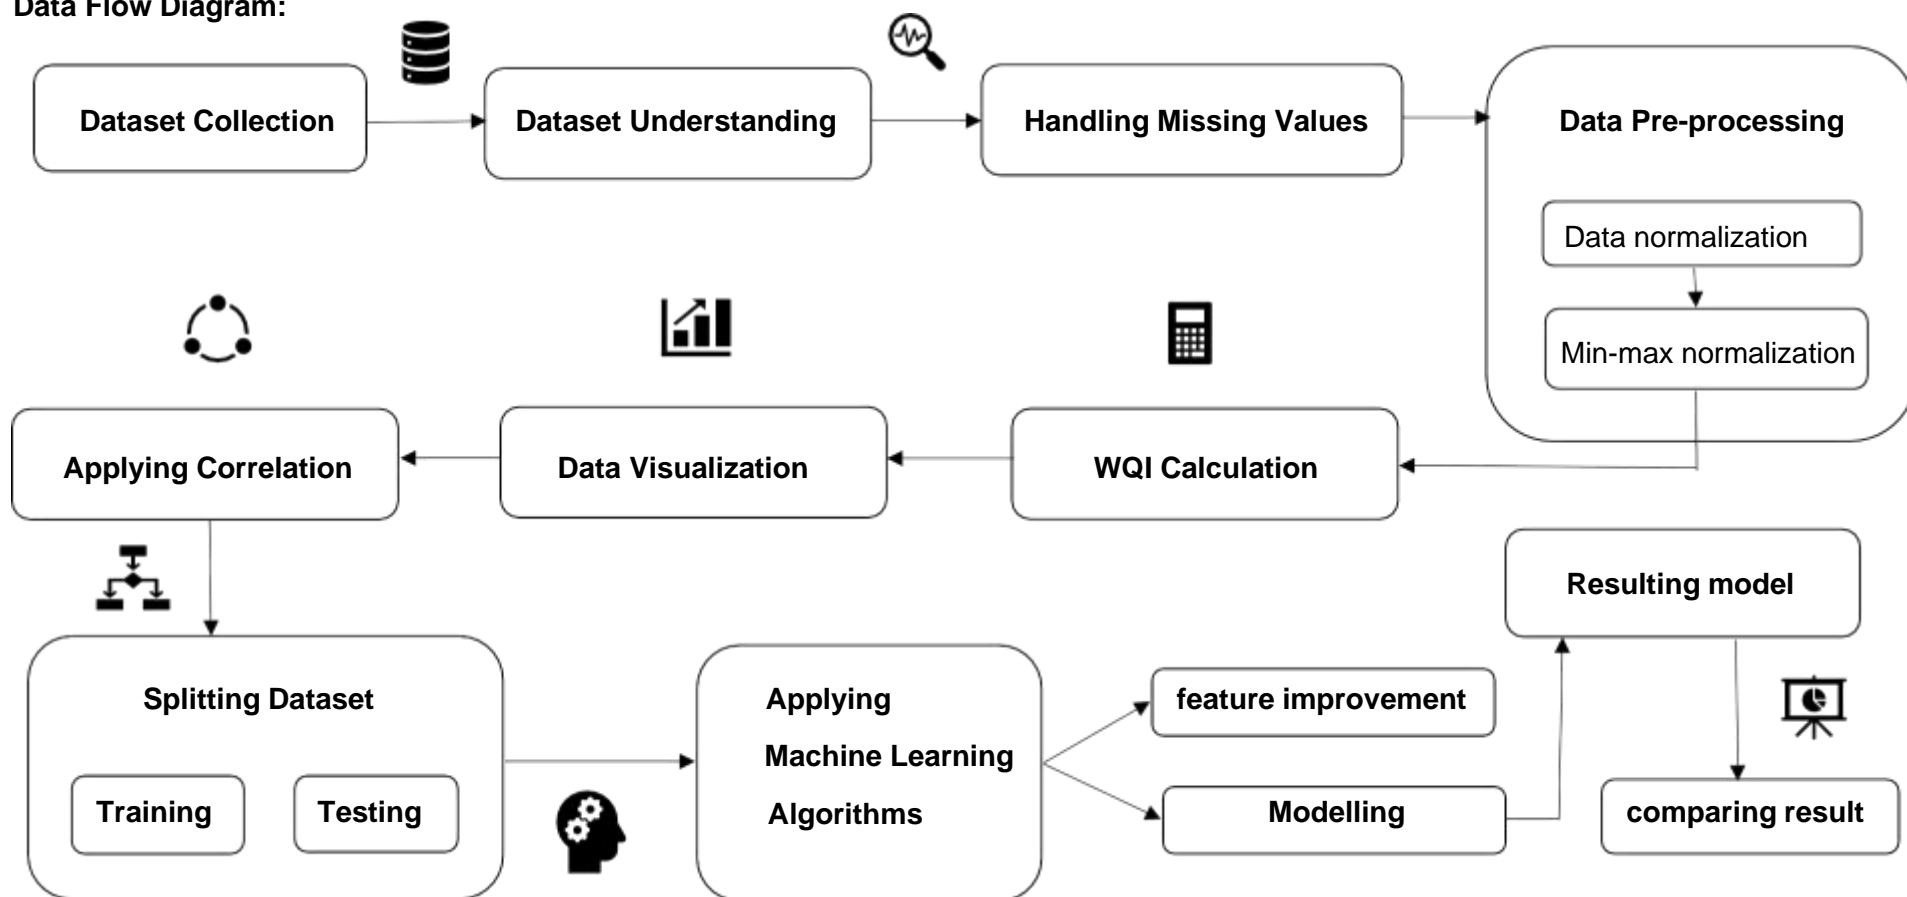 Data Flow Diagram:
Dataset Collection
Dataset Understanding
Handling Missing Values
Data Pre-processing
Data normalization
Min-max normalization
WQI Calculation
Data Visualization
Applying Correlation
Splitting Dataset
Training
Testing
Applying
Machine Learning
Algorithms
feature improvement
Modelling
Resulting model
comparing result